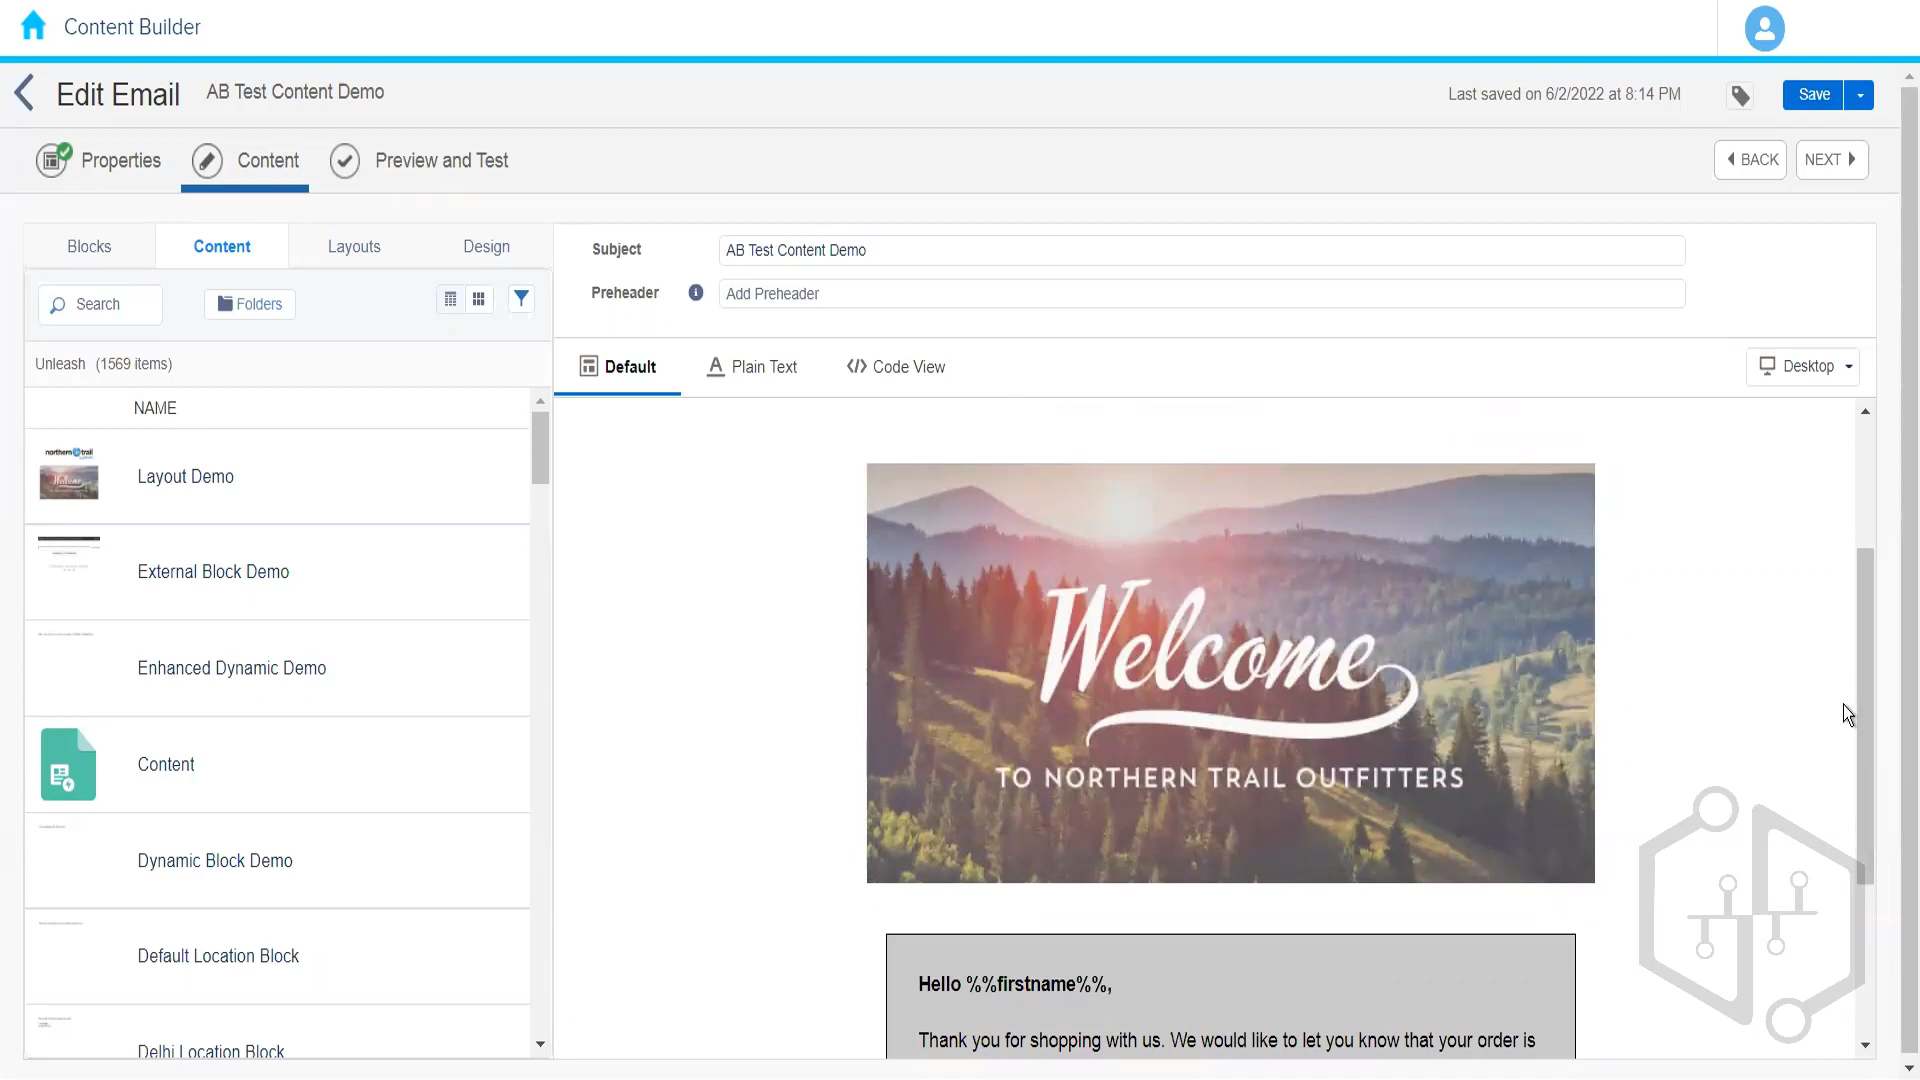 Content Builder
Edit Email
AB Test Content Demo
Last saved on 6/2/2022 at 8:14 PM
Save
Properties
Content
Preview and Test
BACK
NEXT
Blocks
Content
Layouts
Design
Search
Folders
Unleash (1569 items)
NAME
northern trail
Welcome
Layout Demo
External Block Demo
Enhanced Dynamic Demo
Content
Dynamic Block Demo
Default Location Block
Delhi Location Block
Subject
AB Test Content Demo
Preheader
Add Preheader
Default
Plain Text
Code View
Desktop
Welcome
TO NORTHERN TRAIL OUTFITTERS
Hello %%firstname%%,
Thank you for shopping with us. We would like to let you know that your order is